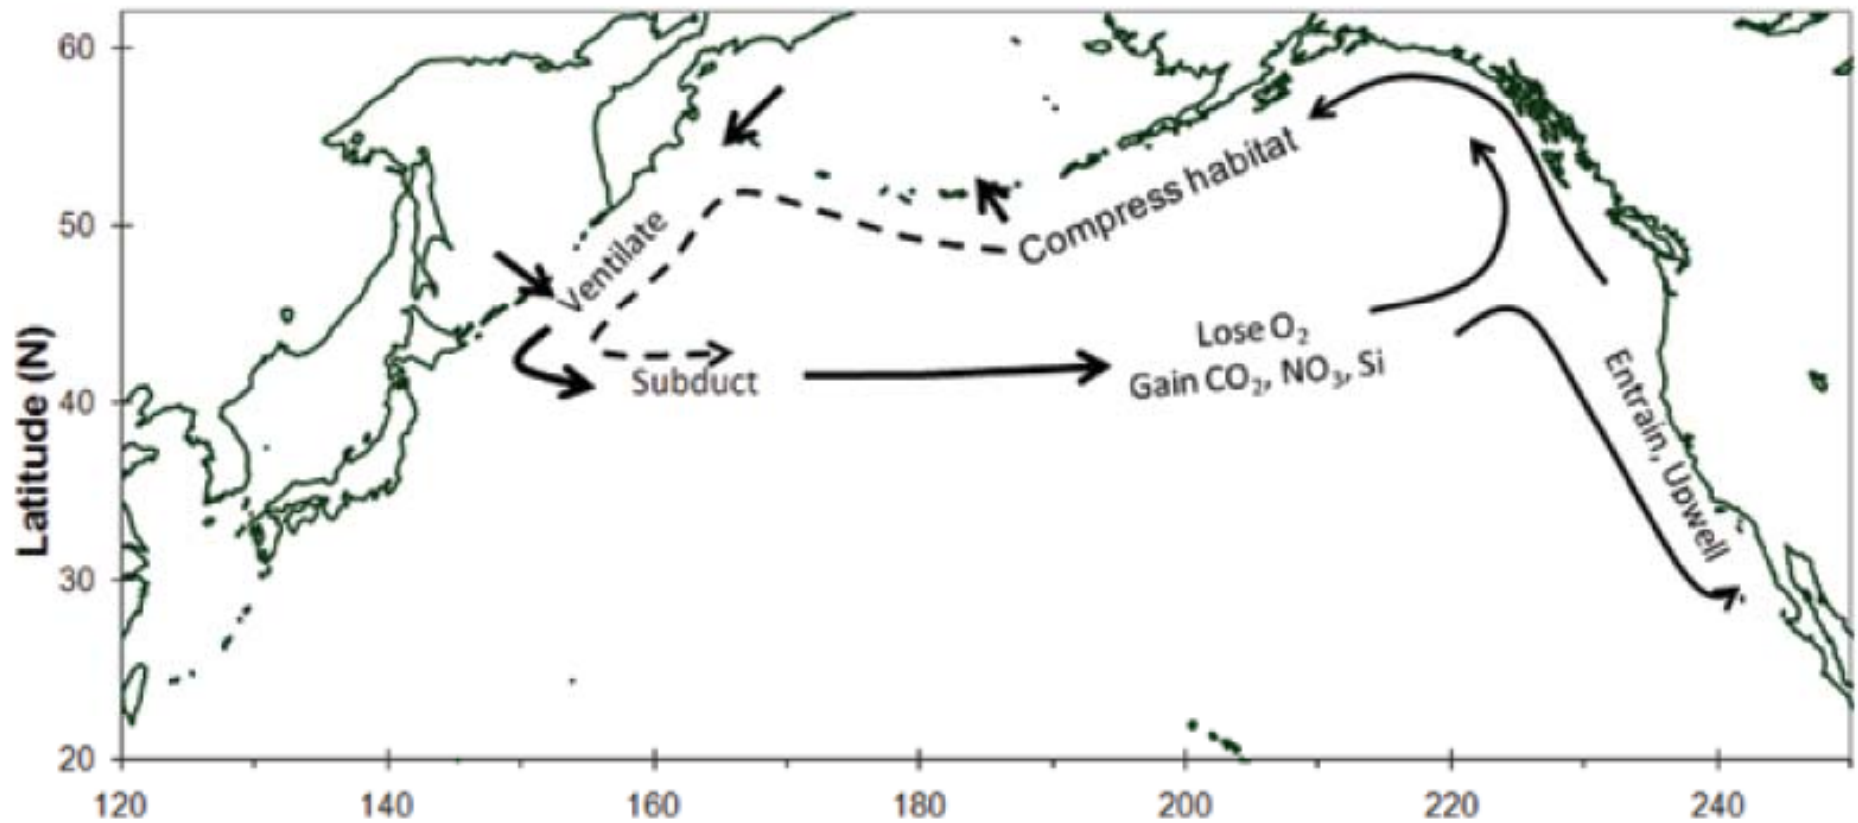 Latitude (N)
60
50
40
30
20
120
140
160
180
200
220
240
Compress habitat
Ventilate
Subduct
Lose O₂
Gain CO₂, NO₃, Si
Entrain, Upwell